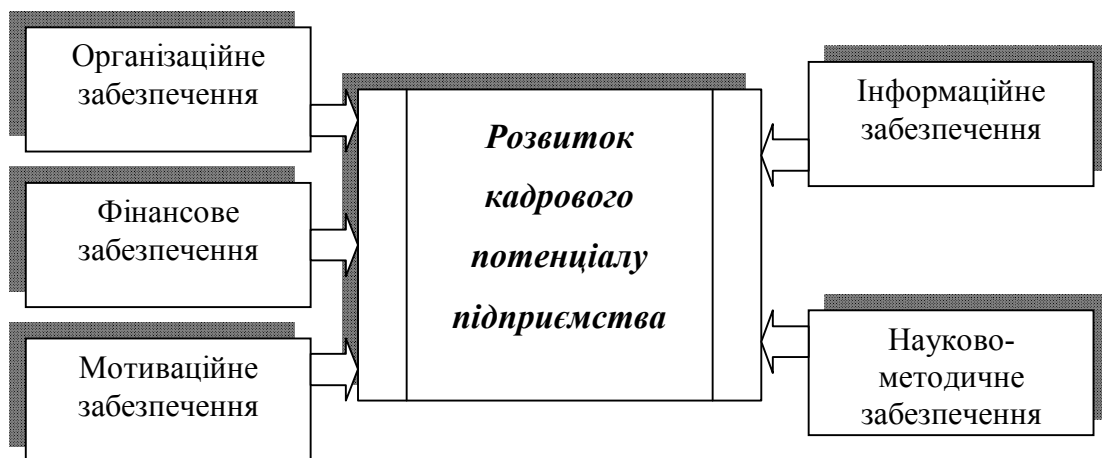 Організаційне
забезпечення
Фінансове
забезпечення
Мотиваційне
забезпечення
Розвиток
кадрового
потенціалу
підприємства
Інформаційне
забезпечення
Науково-
методичне
забезпечення